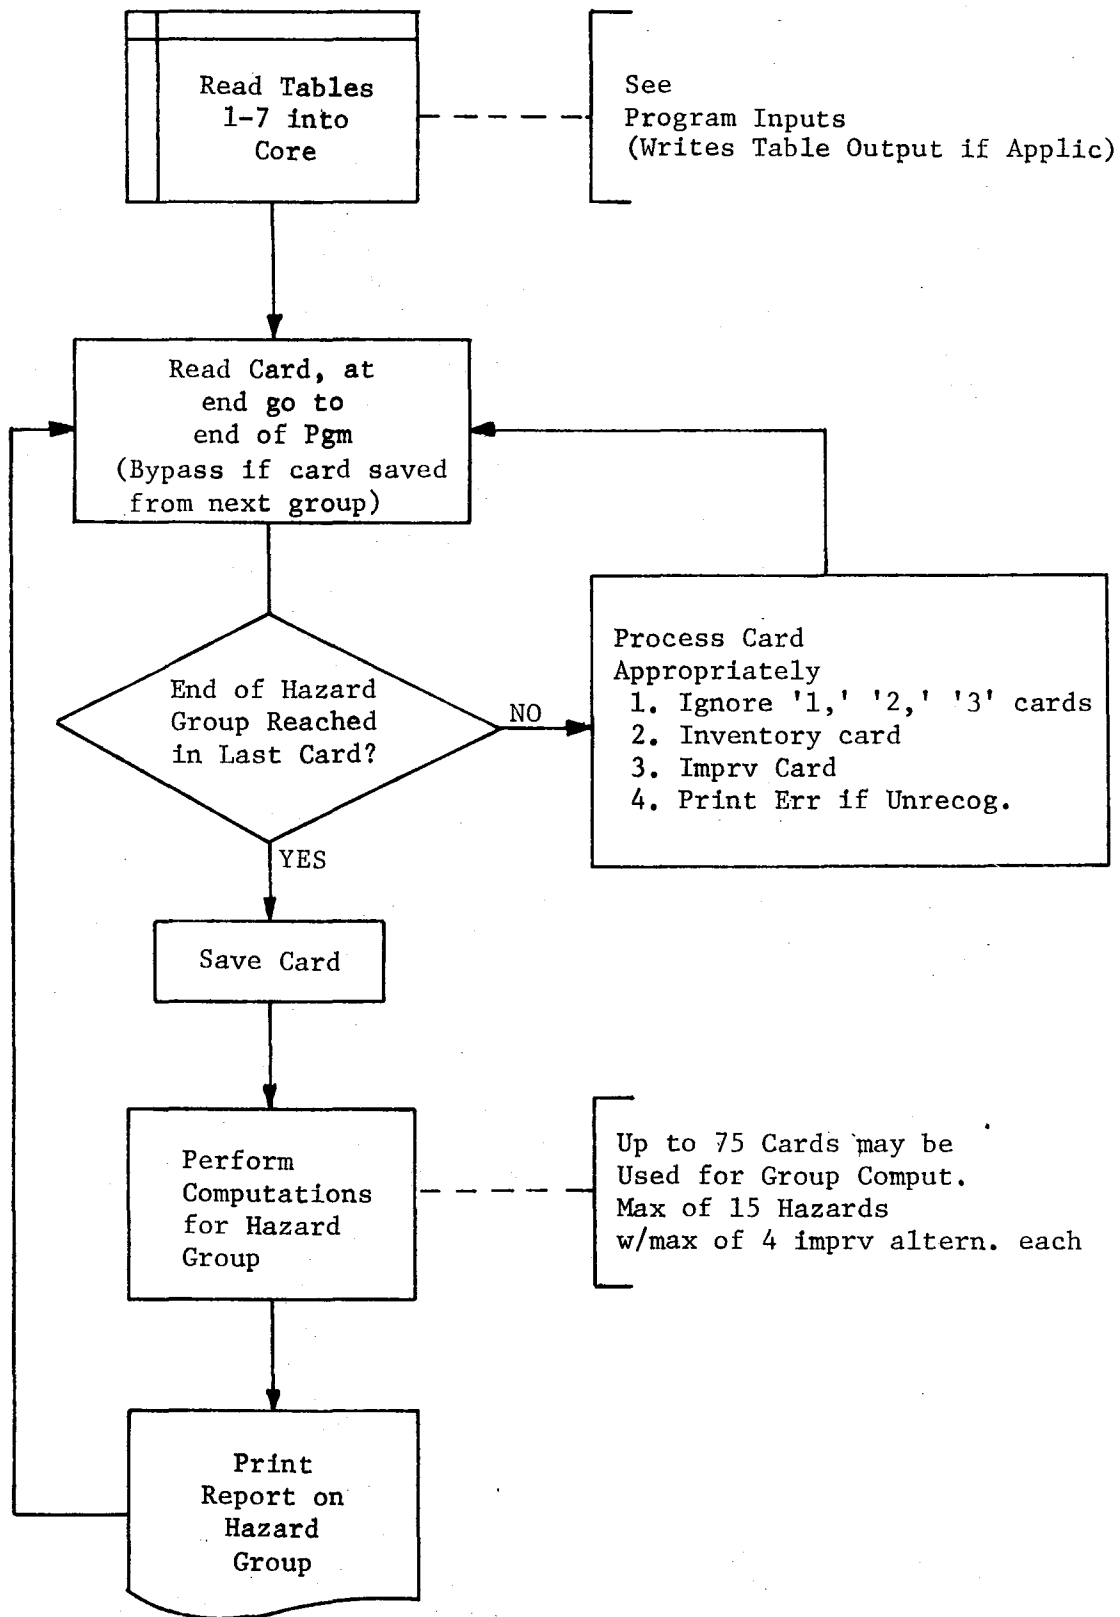 Read Tables
1-7 into
Core
See
Program Inputs
(Writes Table Output if Applic)
Read Card, at
end go to
end of Pgm
(Bypass if card saved
from next group)
End of Hazard
Group Reached
in Last Card?
NO
Process Card
Appropriately
1. Ignore '1,' '2,' '3' cards
2. Inventory card
3. Imprv Card
4. Print Err if Unrecog.
YES
Save Card
Perform
Computations
for Hazard
Group
Up to 75 Cards may be
Used for Group Comput.
Max of 15 Hazards
w/max of 4 imprv altern. each
Print
Report on
Hazard
Group